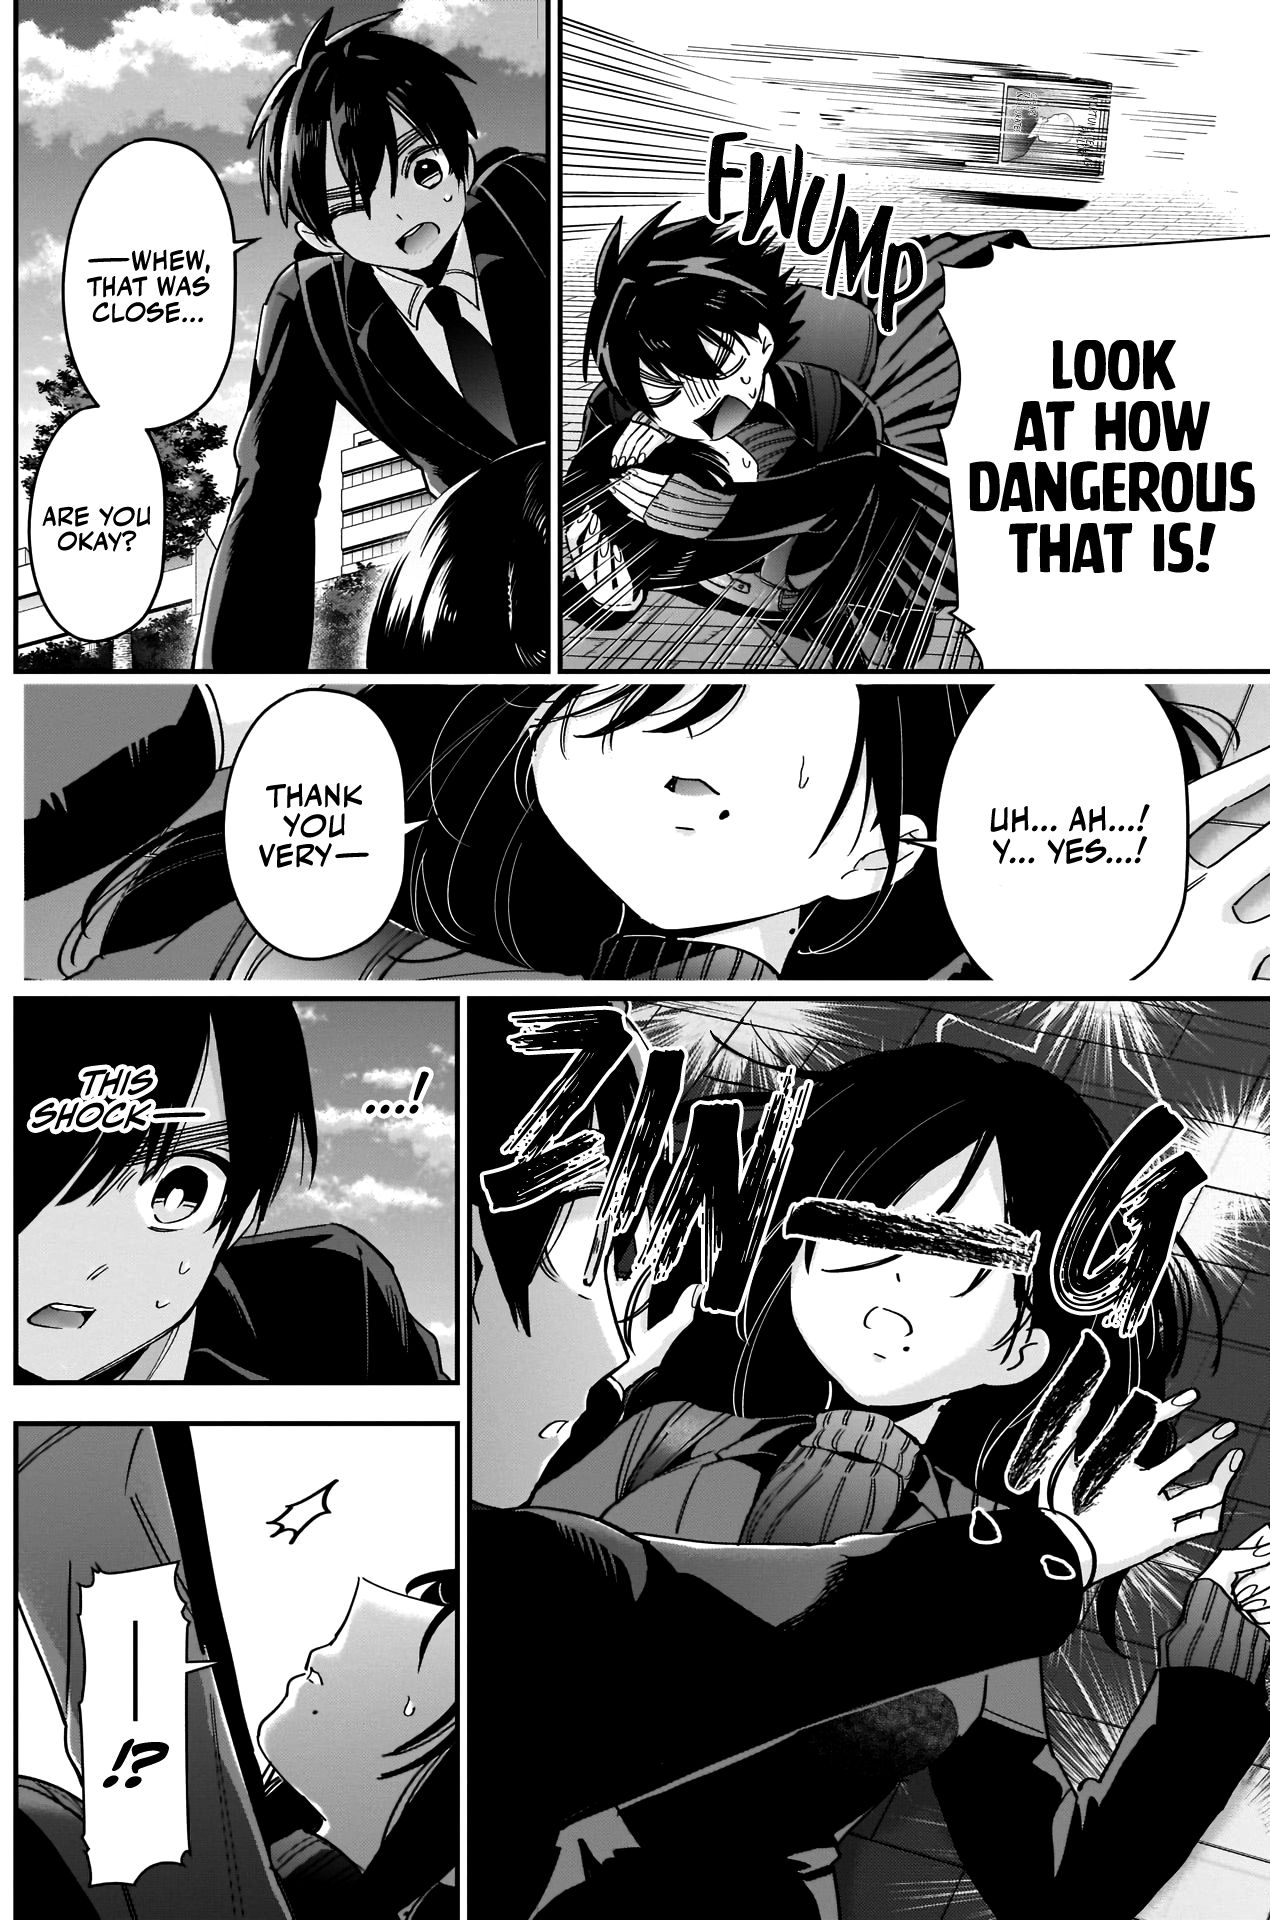 FWUMP
LOOK
AT HOW
DANGEROUS
THAT IS!
—WHEW,
THAT WAS
CLOSE...
ARE YOU
OKAY?
UH... AH...!
Y... YES...!
THANK
YOU
VERY—
ZING
....!
THIS
SHOCK—
—!?